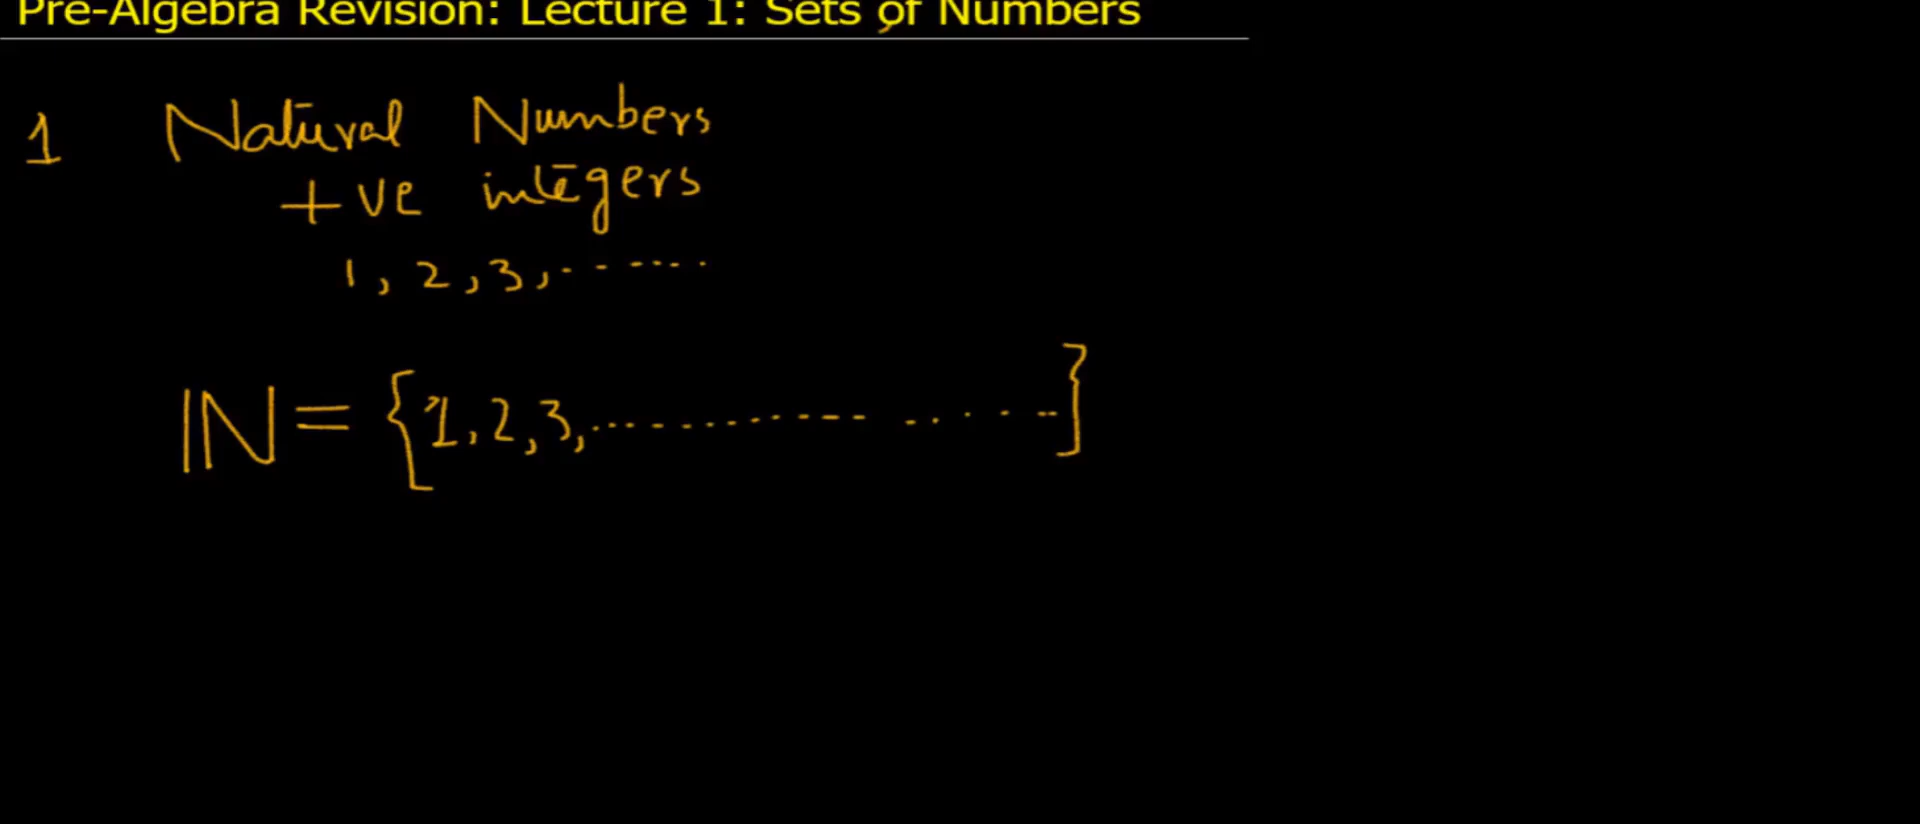 Pre-Algebra Revision: Lecture 1: Sets of Numbers
1 Natural Numbers
+ve integers
1, 2, 3, .......
ℕ = {1, 2, 3, ....................}